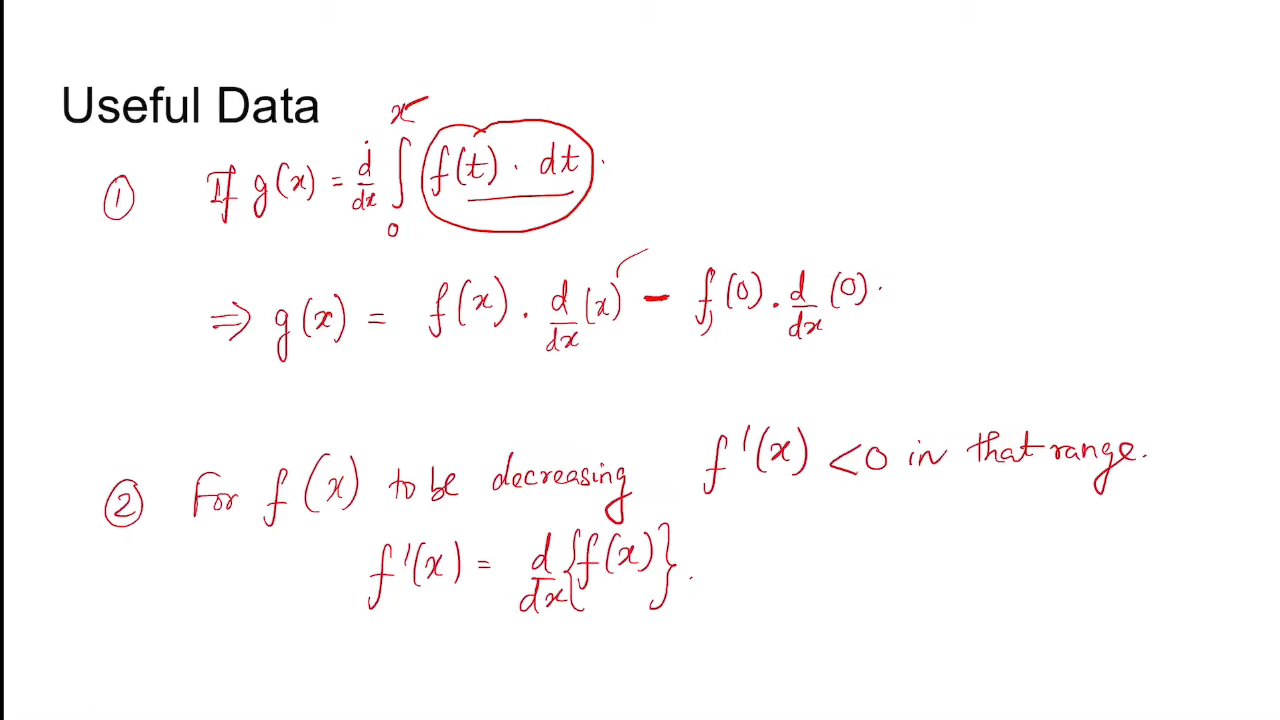 Useful Data
① If g(x) = d/dx ∫₀ˣ f(t) · dt.
⇒ g(x) = f(x) · d/dx (x) - f(0) · d/dx (0).
② For f(x) to be decreasing f'(x) < 0 in that range.
f'(x) = d/dx {f(x)}.